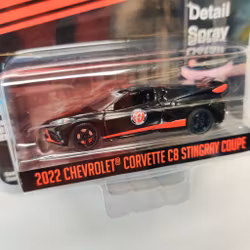 Detail
Spray
2022 CHEVROLET® CORVETTE C8 STINGRAY COUPE